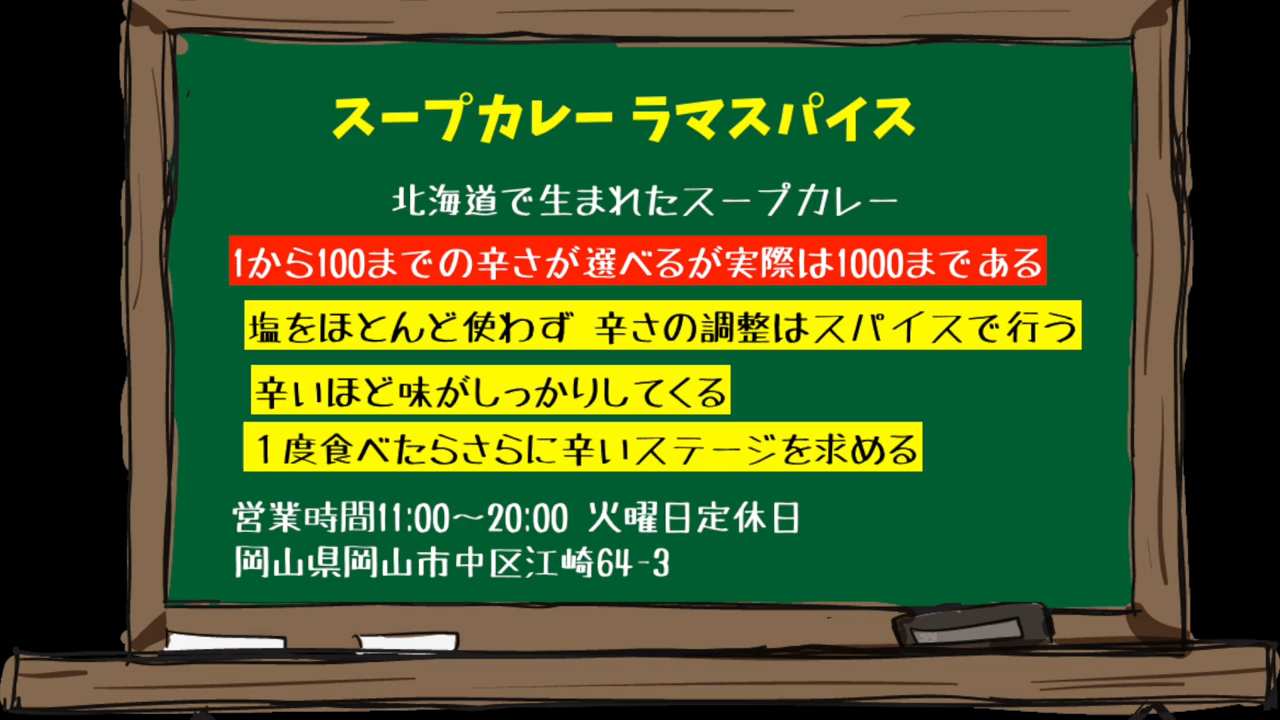 スープカレー ラマスパイス
北海道で生まれたスープカレー
1から100までの辛さが選べるが実際は1000まである
塩をほとんど使わず 辛さの調整はスパイスで行う
辛いほど味がしっかりしてくる
１度食べたらさらに辛いステージを求める
営業時間11:00〜20:00 火曜日定休日
岡山県岡山市中区江崎64-3